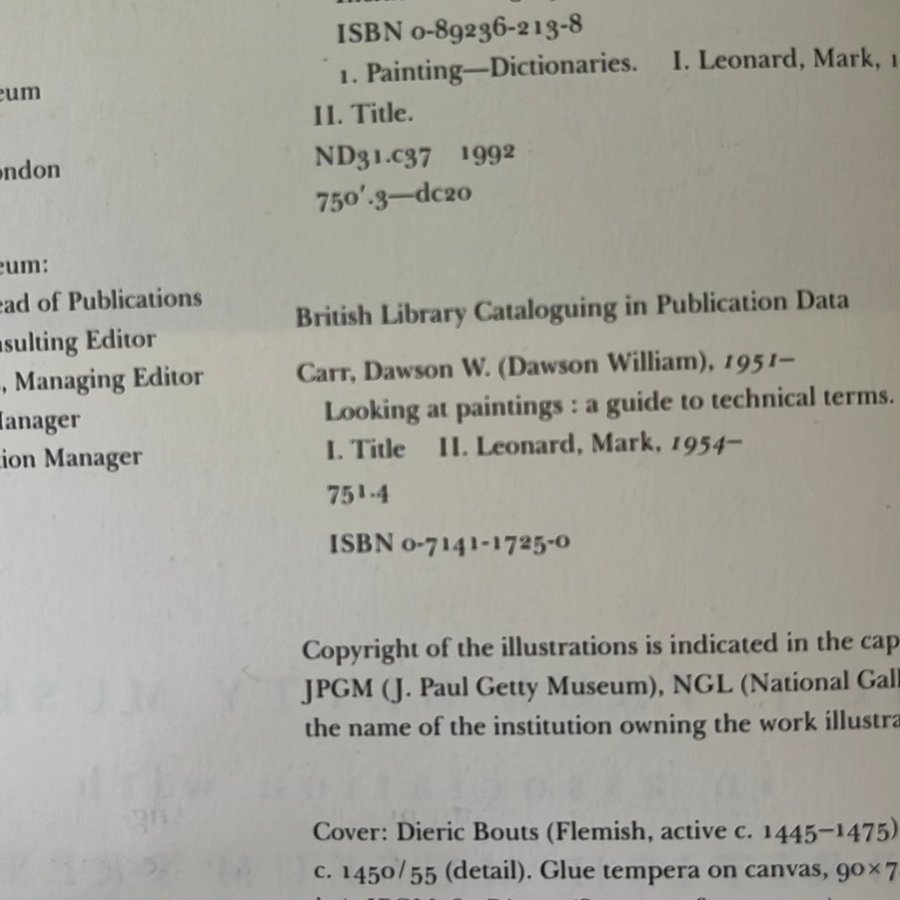 ISBN 0-89236-213-8
1. Painting—Dictionaries. I. Leonard, Mark, 1
II. Title.
ND31.C37 1992
750′.3—dc20
British Library Cataloguing in Publication Data
Carr, Dawson W. (Dawson William), 1951–
Looking at paintings : a guide to technical terms.
I. Title II. Leonard, Mark, 1954–
751.4
ISBN 0-7141-1725-0
Copyright of the illustrations is indicated in the cap
JPGM (J. Paul Getty Museum), NGL (National Gall
the name of the institution owning the work illustra
Cover: Dieric Bouts (Flemish, active c. 1445–1475)
c. 1450/55 (detail). Glue tempera on canvas, 90×7
eum
ondon
eum:
ead of Publications
sulting Editor
, Managing Editor
Manager
tion Manager